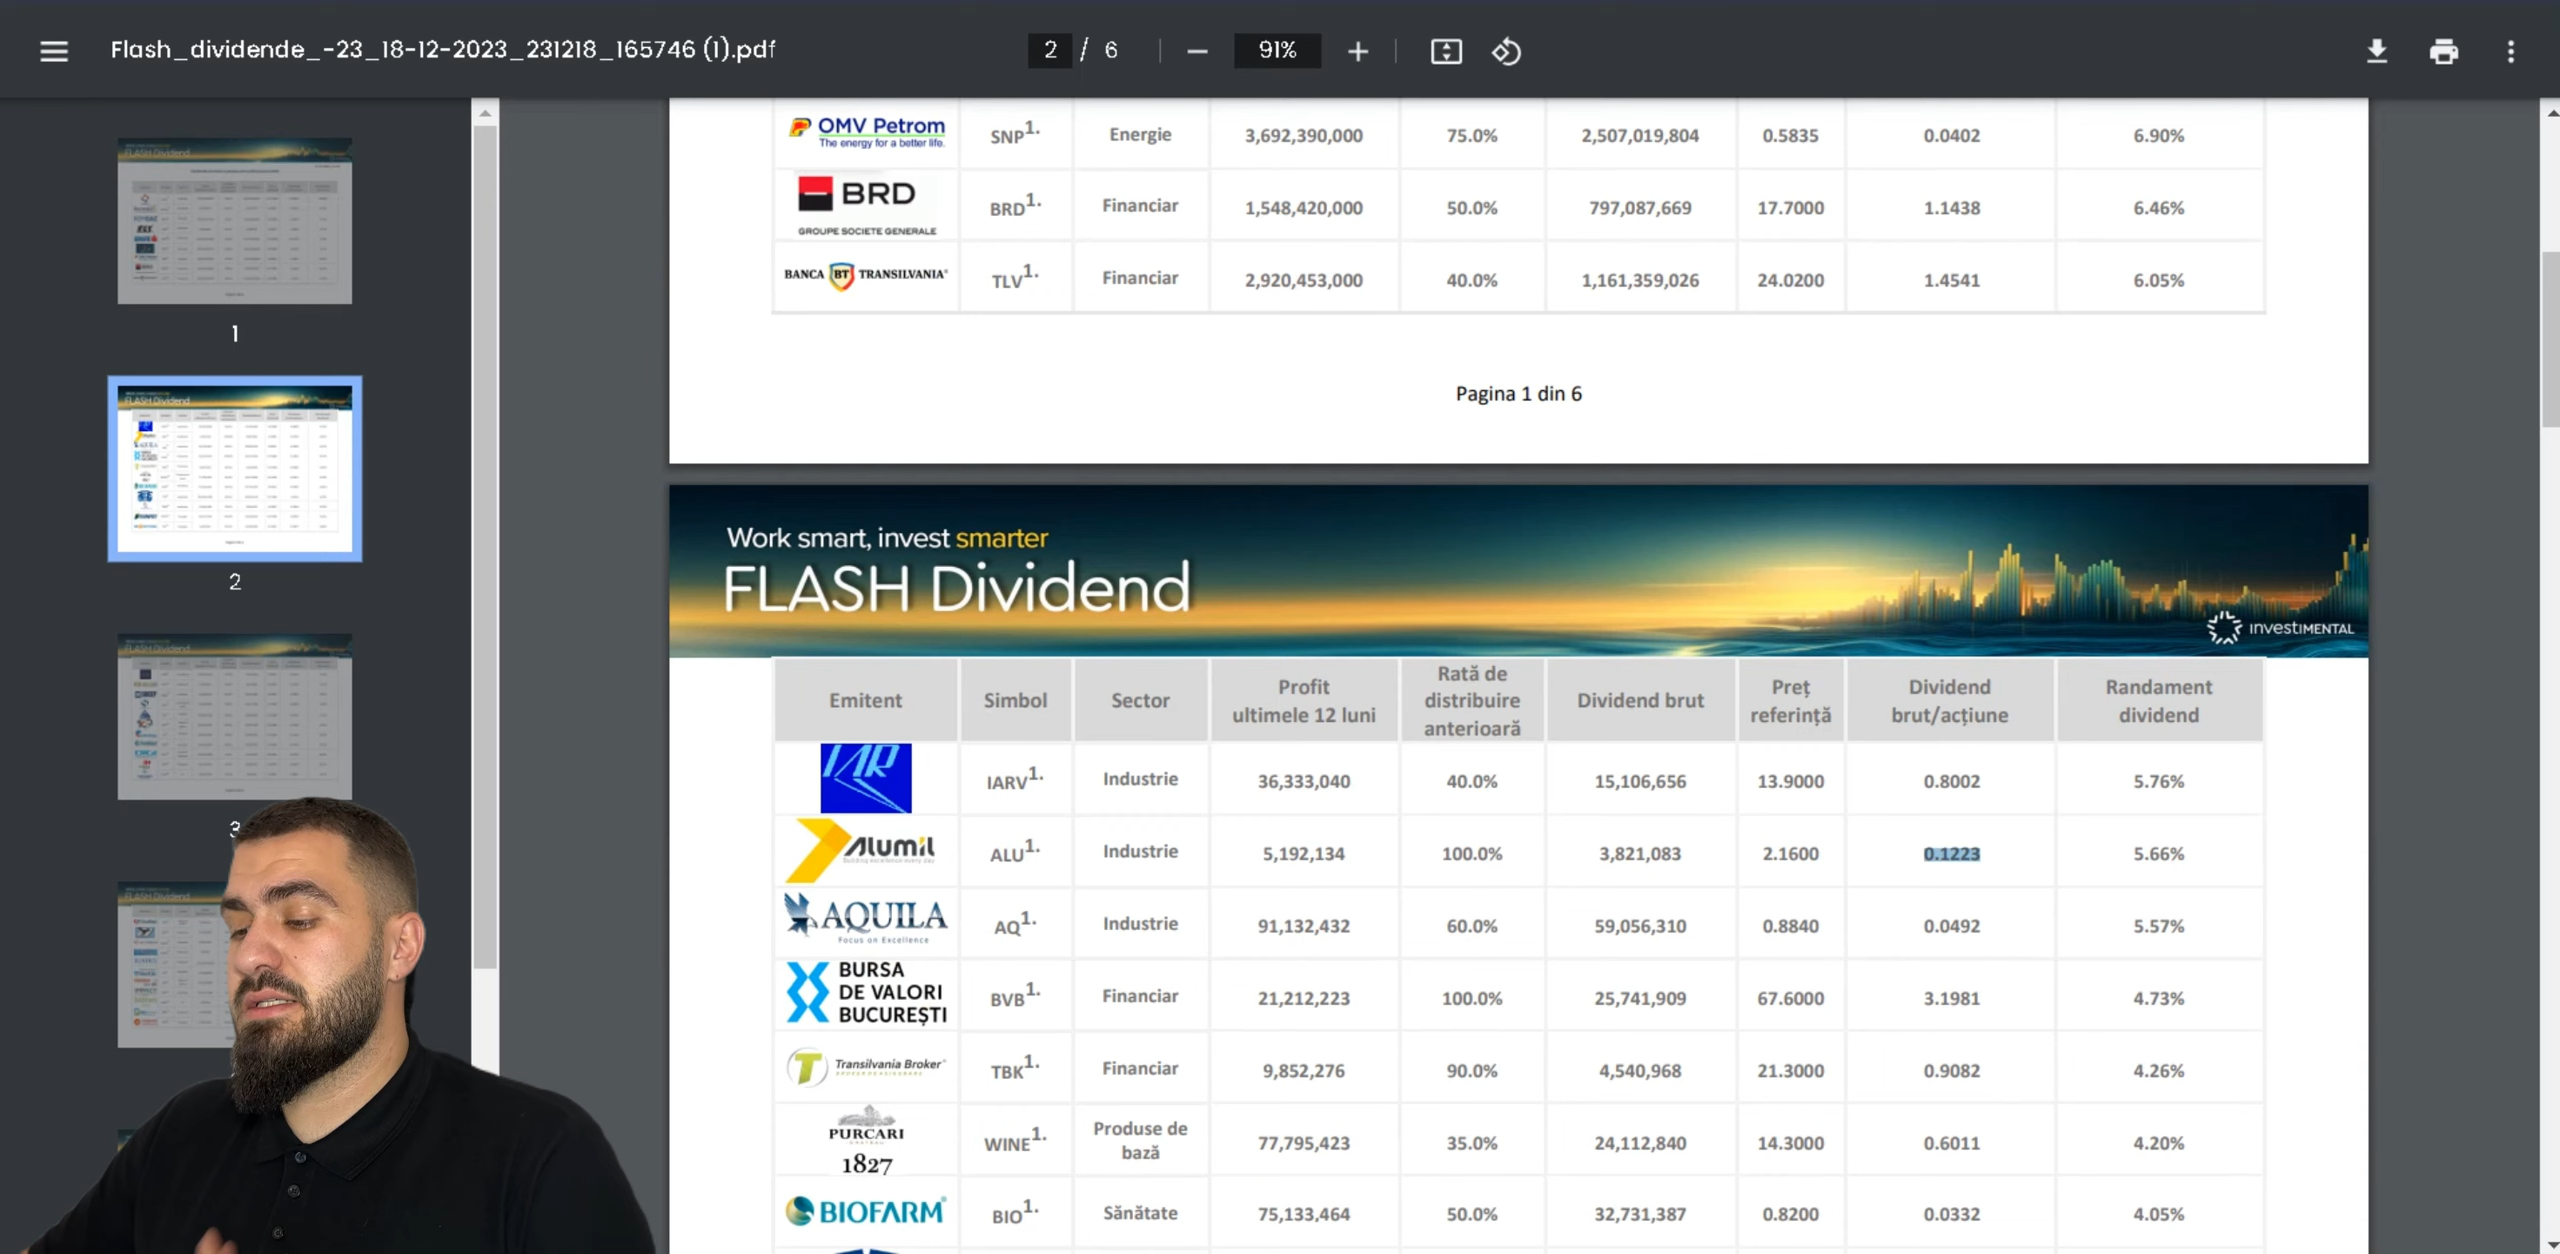 Flash_dividende_-23_18-12-2023_231218_165746 (1).pdf
2 / 6
91%
1
2
3
OMV Petrom
The energy for a better life.
SNP1. Energie 3,692,390,000 75.0% 2,507,019,804 0.5835 0.0402 6.90%
BRD
GROUPE SOCIETE GENERALE
BRD1. Financiar 1,548,420,000 50.0% 797,087,669 17.7000 1.1438 6.46%
BANCA BT TRANSILVANIA
TLV1. Financiar 2,920,453,000 40.0% 1,161,359,026 24.0200 1.4541 6.05%
Pagina 1 din 6
Work smart, invest smarter
FLASH Dividend
investIMENTAL
Emitent Simbol Sector Profit ultimele 12 luni Rată de distribuire anterioară Dividend brut Preț referință Dividend brut/acțiune Randament dividend
IAR
IARV1. Industrie 36,333,040 40.0% 15,106,656 13.9000 0.8002 5.76%
Alumil
Building excellence every day
ALU1. Industrie 5,192,134 100.0% 3,821,083 2.1600 0.1223 5.66%
AQUILA
Focus on Excellence
AQ1. Industrie 91,132,432 60.0% 59,056,310 0.8840 0.0492 5.57%
BURSA
DE VALORI
BUCUREȘTI
BVB1. Financiar 21,212,223 100.0% 25,741,909 67.6000 3.1981 4.73%
Transilvania Broker
TBK1. Financiar 9,852,276 90.0% 4,540,968 21.3000 0.9082 4.26%
PURCARI
1827
WINE1. Produse de bază 77,795,423 35.0% 24,112,840 14.3000 0.6011 4.20%
BIOFARM
BIO1. Sănătate 75,133,464 50.0% 32,731,387 0.8200 0.0332 4.05%